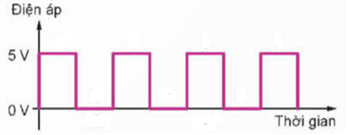 Điện áp
5 V
0 V
Thời gian